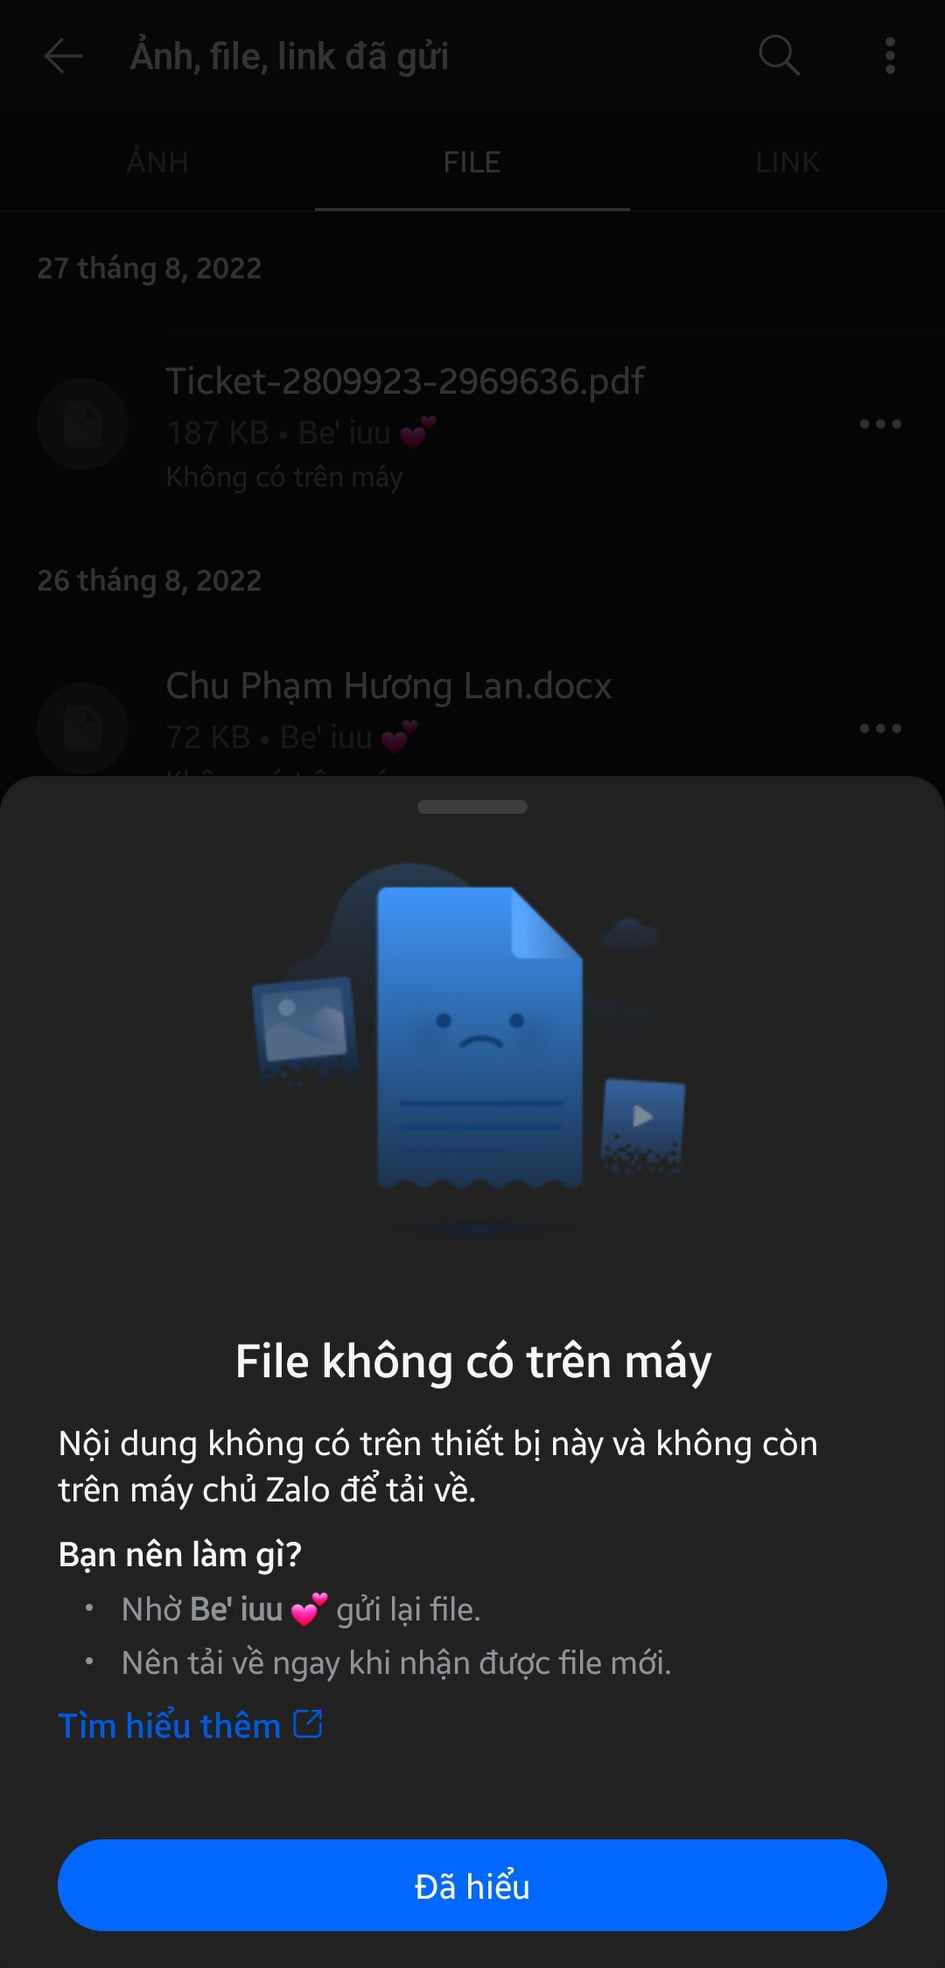 Ảnh, file, link đã gửi
ẢNH FILE LINK
27 tháng 8, 2022
Ticket-2809923-2969636.pdf
187 KB • Be' iuu 💕
Không có trên máy
26 tháng 8, 2022
Chu Phạm Hương Lan.docx
72 KB • Be' iuu 💕
File không có trên máy
Nội dung không có trên thiết bị này và không còn
trên máy chủ Zalo để tải về.
Bạn nên làm gì?
• Nhờ Be' iuu 💕 gửi lại file.
• Nên tải về ngay khi nhận được file mới.
Tìm hiểu thêm
Đã hiểu